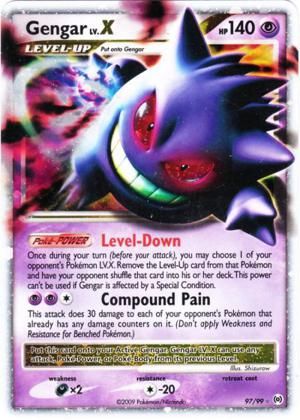 Gengar LV.X
HP 140
LEVEL-UP Put onto Gengar
Poké-POWER Level-Down
Once during your turn (before your attack), you may choose 1 of your
opponent's Pokémon LV.X. Remove the Level-Up card from that Pokémon
and have your opponent shuffle that card into his or her deck. This power
can't be used if Gengar is affected by a Special Condition.
Compound Pain
This attack does 30 damage to each of your opponent's Pokémon that
already has any damage counters on it. (Don't apply Weakness and
Resistance for Benched Pokémon.)
Put this card onto your Active Gengar. Gengar LV.X can use any
attack, Poké-Power, or Poké-Body from its previous Level.
Illus. Shizurow
weakness resistance retreat cost
×2 -20
©2009 Pokémon/Nintendo
97/99